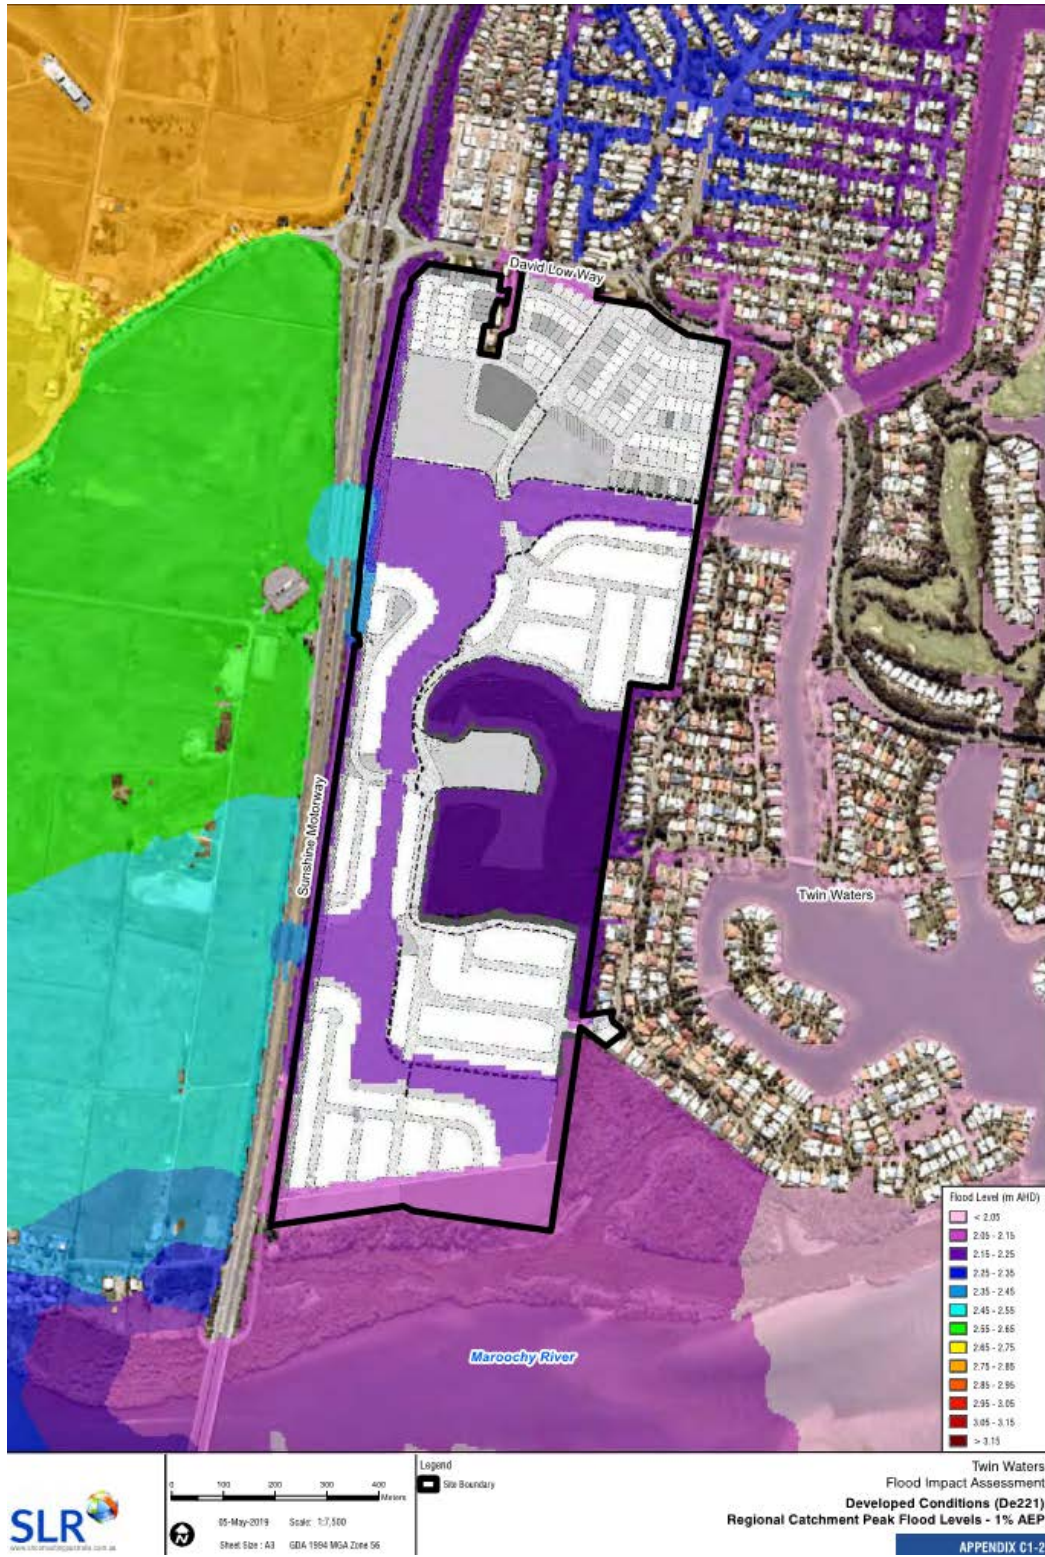 David Low Way
Sunshine Motorway
Twin Waters
Maroochy River
Flood Level (m AHD)
< 2.05
2.05 - 2.15
2.15 - 2.25
2.25 - 2.35
2.35 - 2.45
2.45 - 2.55
2.55 - 2.65
2.65 - 2.75
2.75 - 2.85
2.85 - 2.95
2.95 - 3.05
3.05 - 3.15
> 3.15
SLR
0 100 200 300 400
Meters
N
05-May-2019 Scale: 1:7,500
Sheet Size : A3 GDA 1994 MGA Zone 56
Legend
Site Boundary
Twin Waters
Flood Impact Assessment
Developed Conditions (De221)
Regional Catchment Peak Flood Levels - 1% AEP
APPENDIX C1-2